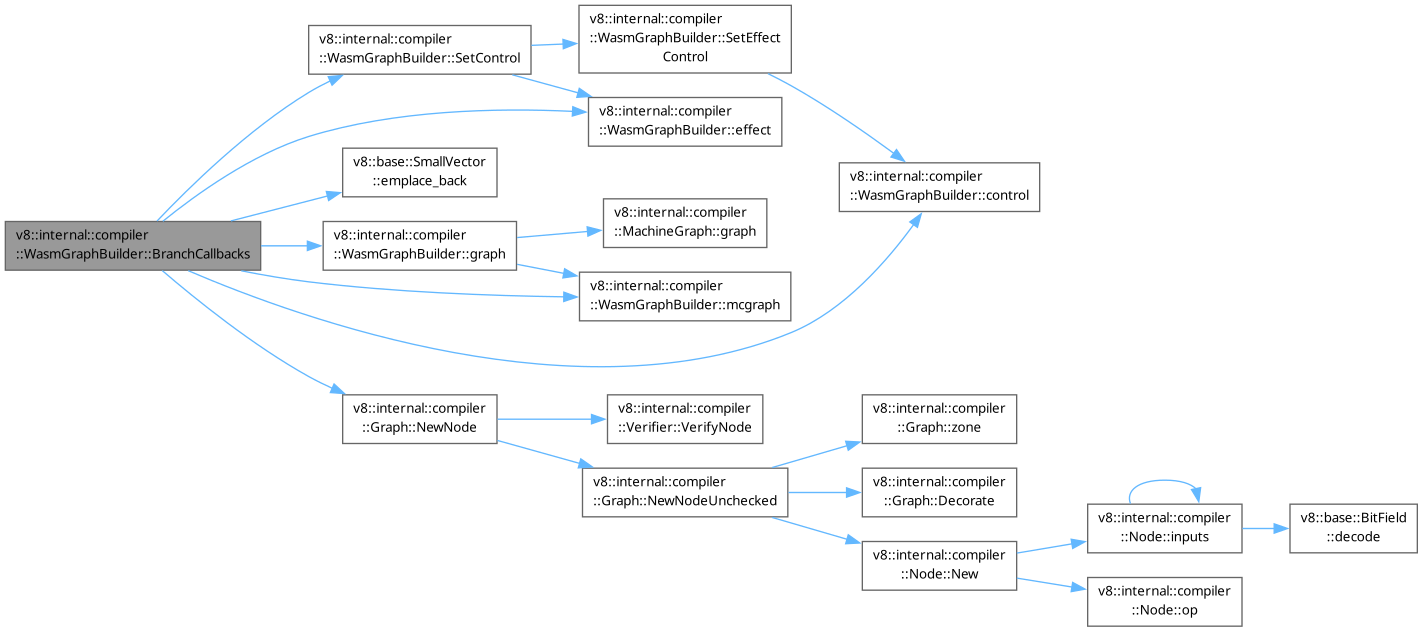 v8::internal::compiler
::WasmGraphBuilder::BranchCallbacks
v8::internal::compiler
::WasmGraphBuilder::SetControl
v8::internal::compiler
::WasmGraphBuilder::SetEffect
Control
v8::internal::compiler
::WasmGraphBuilder::effect
v8::internal::compiler
::WasmGraphBuilder::control
v8::base::SmallVector
::emplace_back
v8::internal::compiler
::WasmGraphBuilder::graph
v8::internal::compiler
::MachineGraph::graph
v8::internal::compiler
::WasmGraphBuilder::mcgraph
v8::internal::compiler
::Graph::NewNode
v8::internal::compiler
::Verifier::VerifyNode
v8::internal::compiler
::Graph::NewNodeUnchecked
v8::internal::compiler
::Graph::zone
v8::internal::compiler
::Graph::Decorate
v8::internal::compiler
::Node::New
v8::internal::compiler
::Node::inputs
v8::base::BitField
::decode
v8::internal::compiler
::Node::op